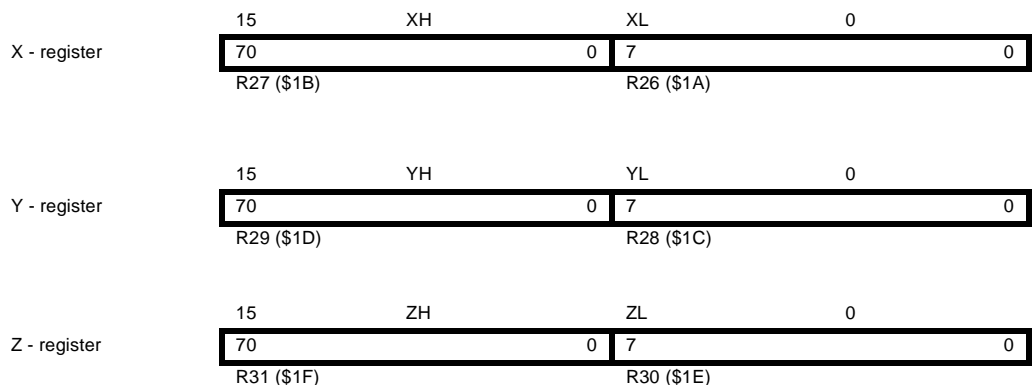 15 XH XL 0
X - register 70 0 7 0
R27 ($1B) R26 ($1A)
15 YH YL 0
Y - register 70 0 7 0
R29 ($1D) R28 ($1C)
15 ZH ZL 0
Z - register 70 0 7 0
R31 ($1F) R30 ($1E)